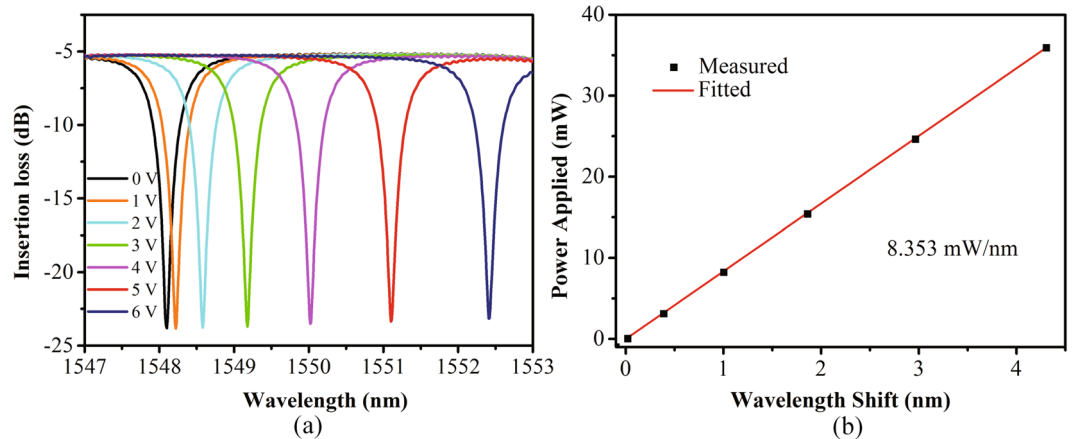 -5
-10
-15
-20
-25
Insertion loss (dB)
0 V
1 V
2 V
3 V
4 V
5 V
6 V
1547
1548
1549
1550
1551
1552
1553
Wavelength (nm)
(a)
40
30
20
10
0
Power Applied (mW)
Measured
Fitted
8.353 mW/nm
0
1
2
3
4
Wavelength Shift (nm)
(b)